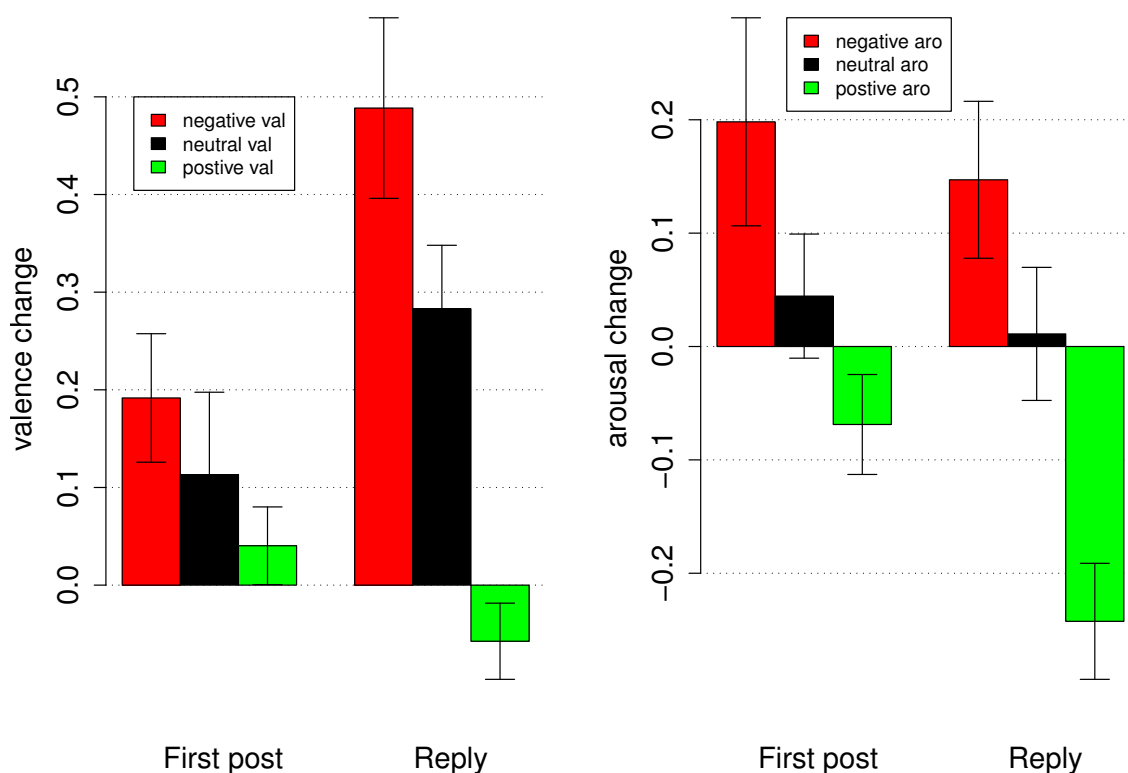 valence change
0.5
0.4
0.3
0.2
0.1
0.0
negative val
neutral val
postive val
First post
Reply
arousal change
0.2
0.1
0.0
−0.1
−0.2
negative aro
neutral aro
postive aro
First post
Reply